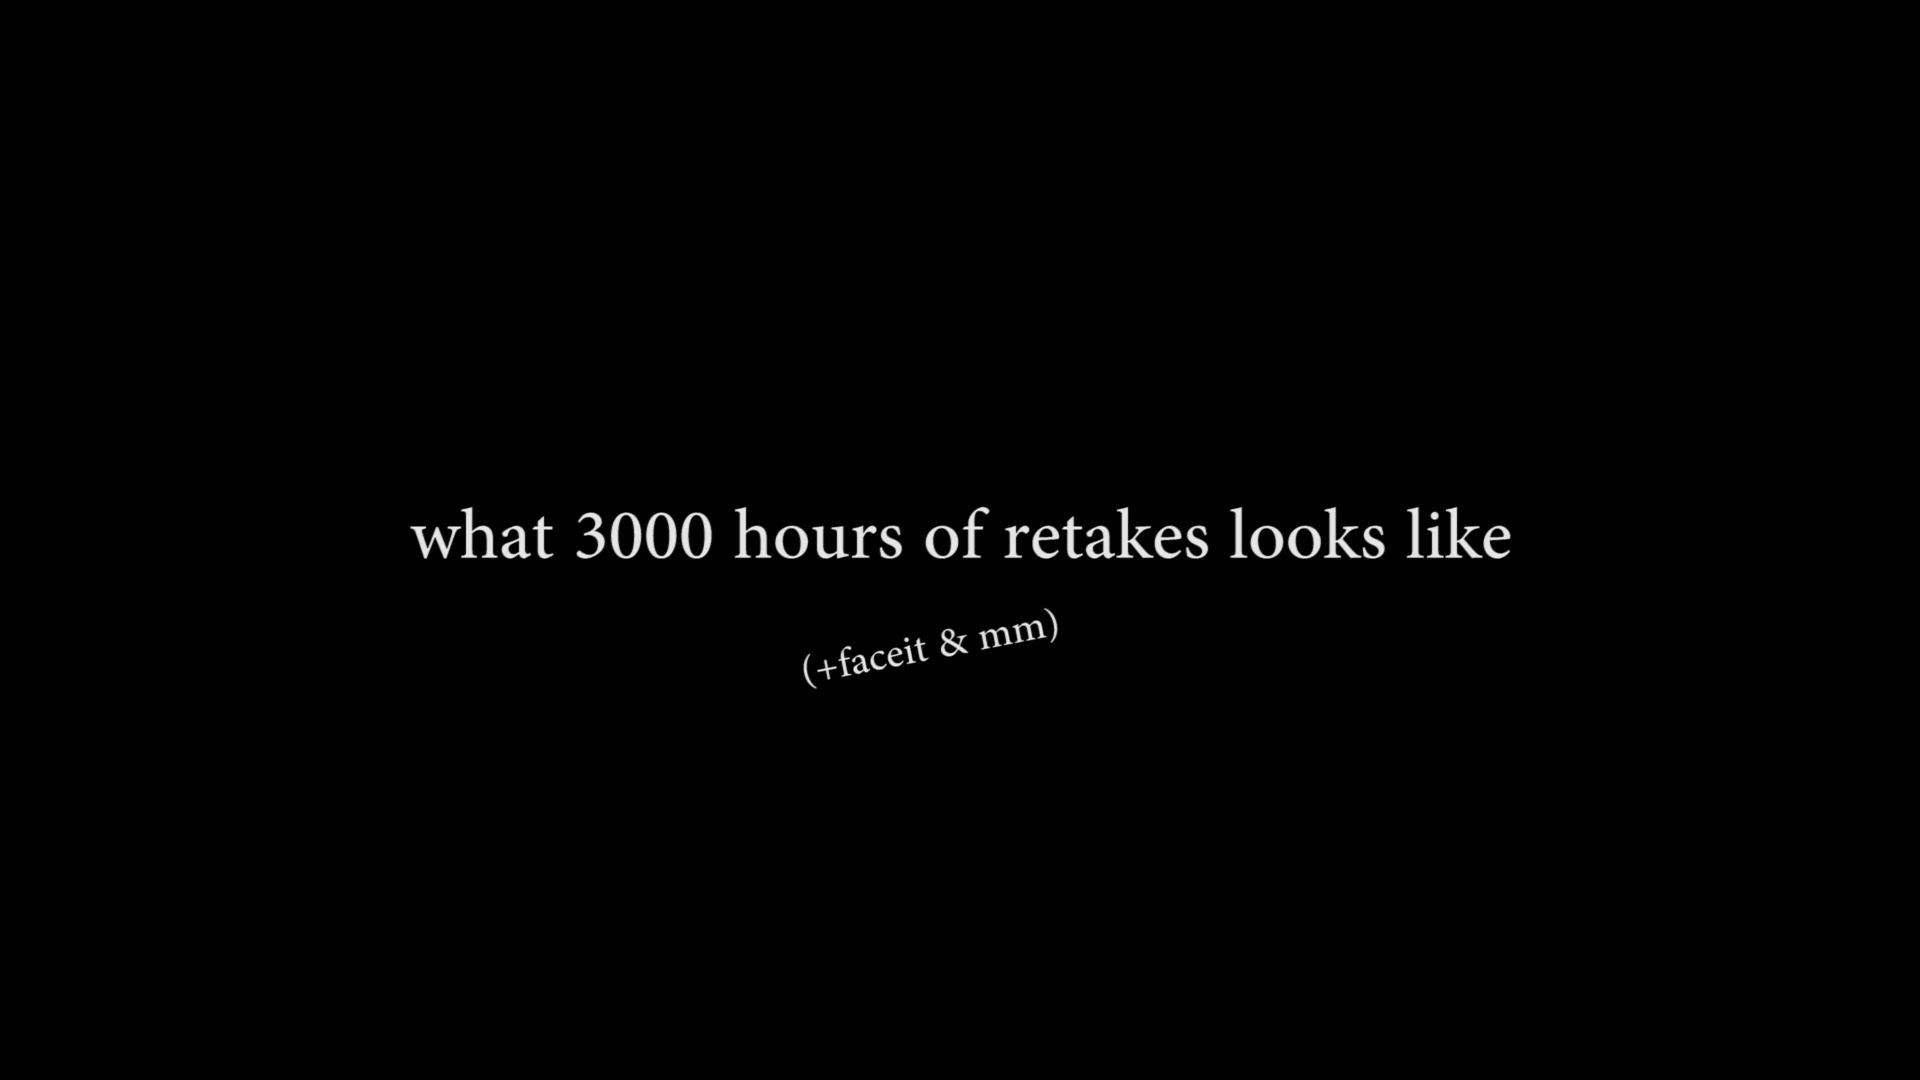 what 3000 hours of retakes looks like
(+faceit & mm)